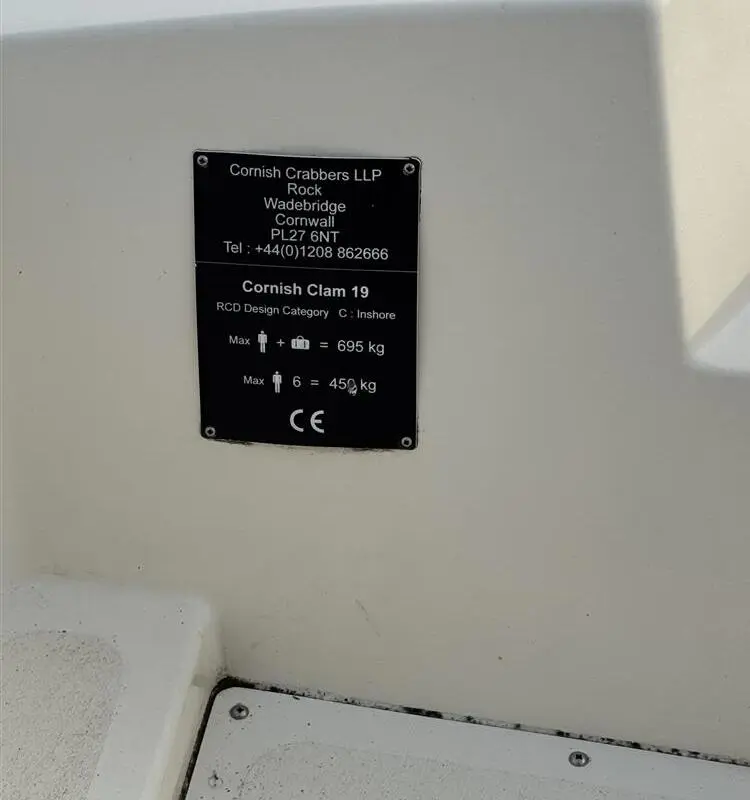 Cornish Crabbers LLP
Rock
Wadebridge
Cornwall
PL27 6NT
Tel : +44(0)1208 862666
Cornish Clam 19
RCD Design Category C : Inshore
Max + = 695 kg
Max 6 = 450 kg
CE